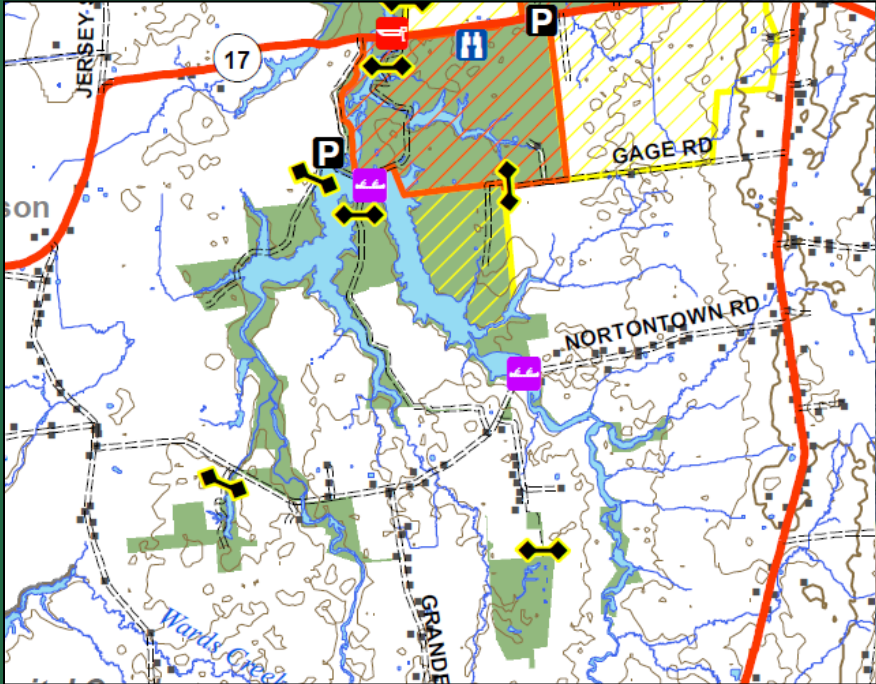 P
JERSEY
17
P
GAGE RD
son
NORTONTOWN RD
GRANDE
Wards Creek